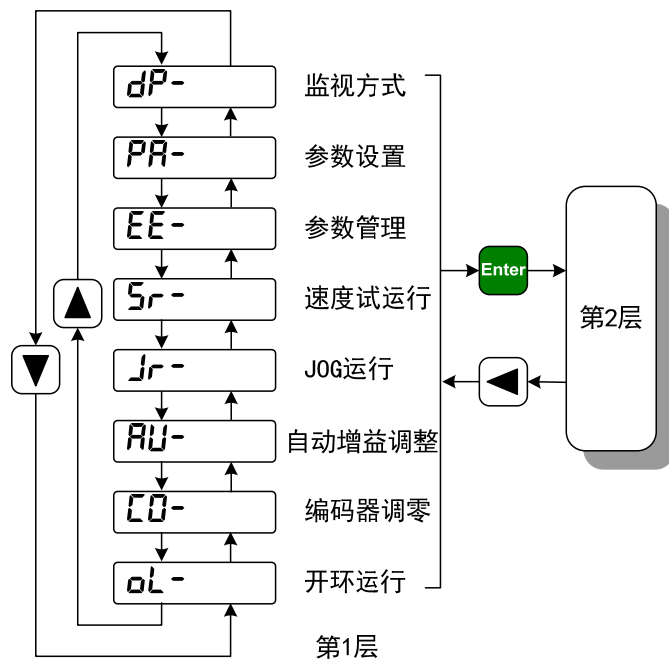 dP- 监视方式
PA- 参数设置
EE- 参数管理
Enter
Sr- 速度试运行
第2层
Jr- JOG运行
AU- 自动增益调整
CO- 编码器调零
oL- 开环运行
第1层